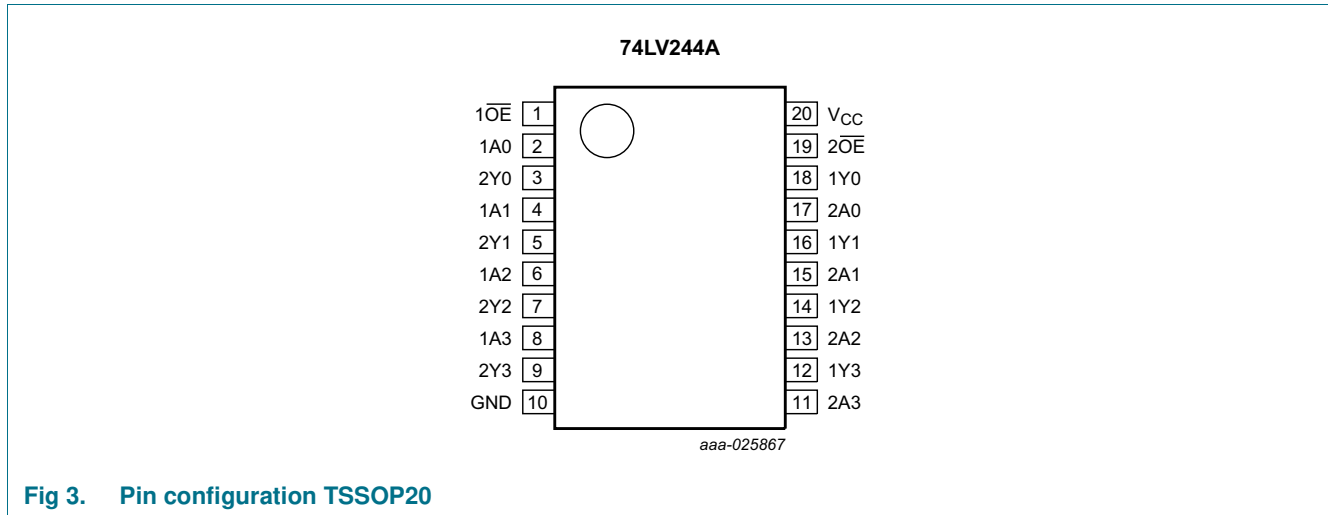 74LV244A
1O̅E̅ 1 20 VCC
1A0 2 19 2O̅E̅
2Y0 3 18 1Y0
1A1 4 17 2A0
2Y1 5 16 1Y1
1A2 6 15 2A1
2Y2 7 14 1Y2
1A3 8 13 2A2
2Y3 9 12 1Y3
GND 10 11 2A3
aaa-025867
Fig 3. Pin configuration TSSOP20